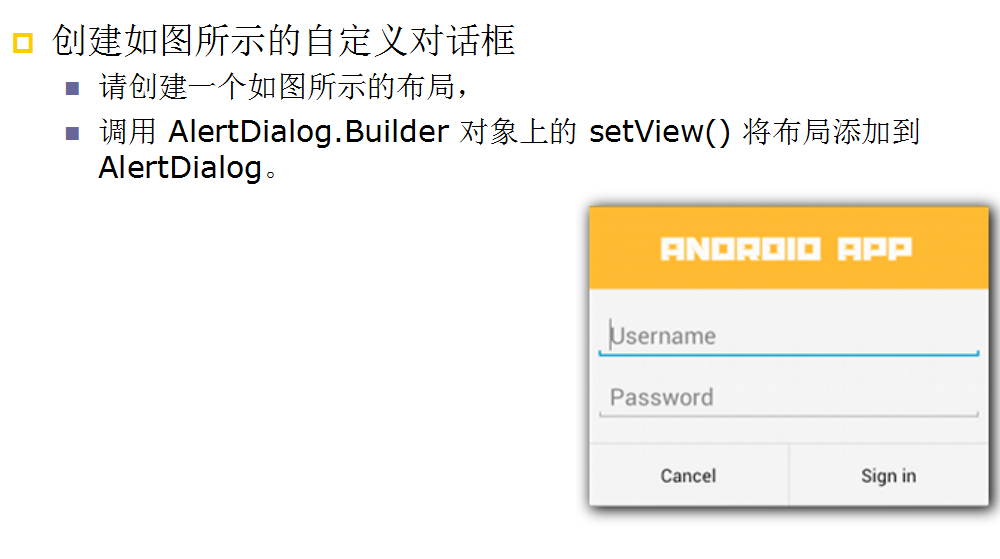 创建如图所示的自定义对话框
请创建一个如图所示的布局，
调用 AlertDialog.Builder 对象上的 setView() 将布局添加到
AlertDialog。
ANDROID APP
Username
Password
Cancel Sign in